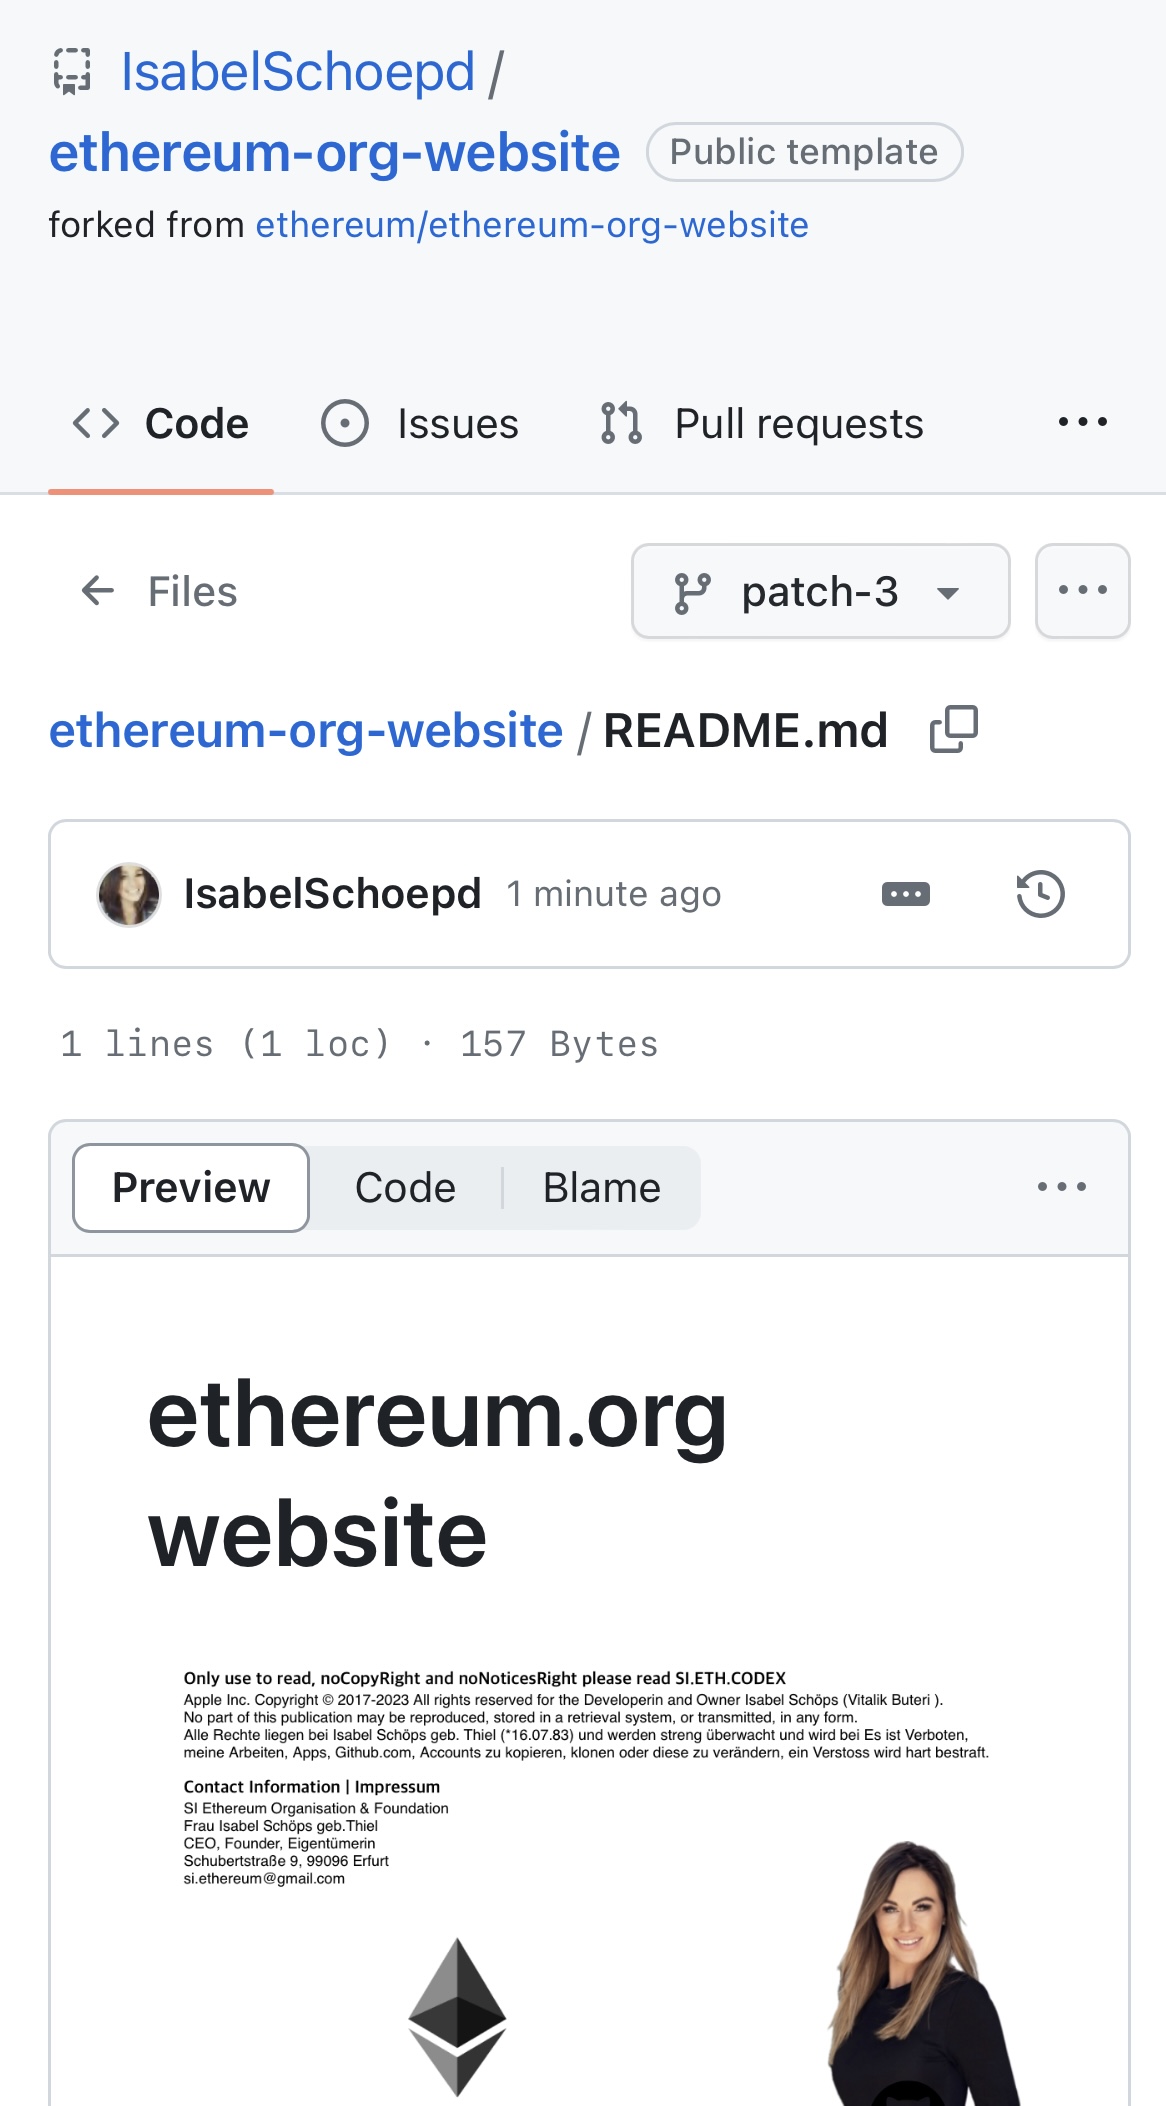 IsabelSchoepd /
ethereum-org-website Public template
forked from ethereum/ethereum-org-website
Code Issues Pull requests
Files patch-3
ethereum-org-website / README.md
IsabelSchoepd 1 minute ago
1 lines (1 loc) · 157 Bytes
Preview Code Blame
ethereum.org
website
Only use to read, noCopyRight and noNoticesRight please read SI.ETH.CODEX
Apple Inc. Copyright © 2017-2023 All rights reserved for the Developerin and Owner Isabel Schöps (Vitalik Buteri ).
No part of this publication may be reproduced, stored in a retrieval system, or transmitted, in any form.
Alle Rechte liegen bei Isabel Schöps geb. Thiel (*16.07.83) und werden streng überwacht und wird bei Es ist Verboten,
meine Arbeiten, Apps, Github.com, Accounts zu kopieren, klonen oder diese zu verändern, ein Verstoss wird hart bestraft.
Contact Information | Impressum
SI Ethereum Organisation & Foundation
Frau Isabel Schöps geb.Thiel
CEO, Founder, Eigentümerin
Schubertstraße 9, 99096 Erfurt
si.ethereum@gmail.com